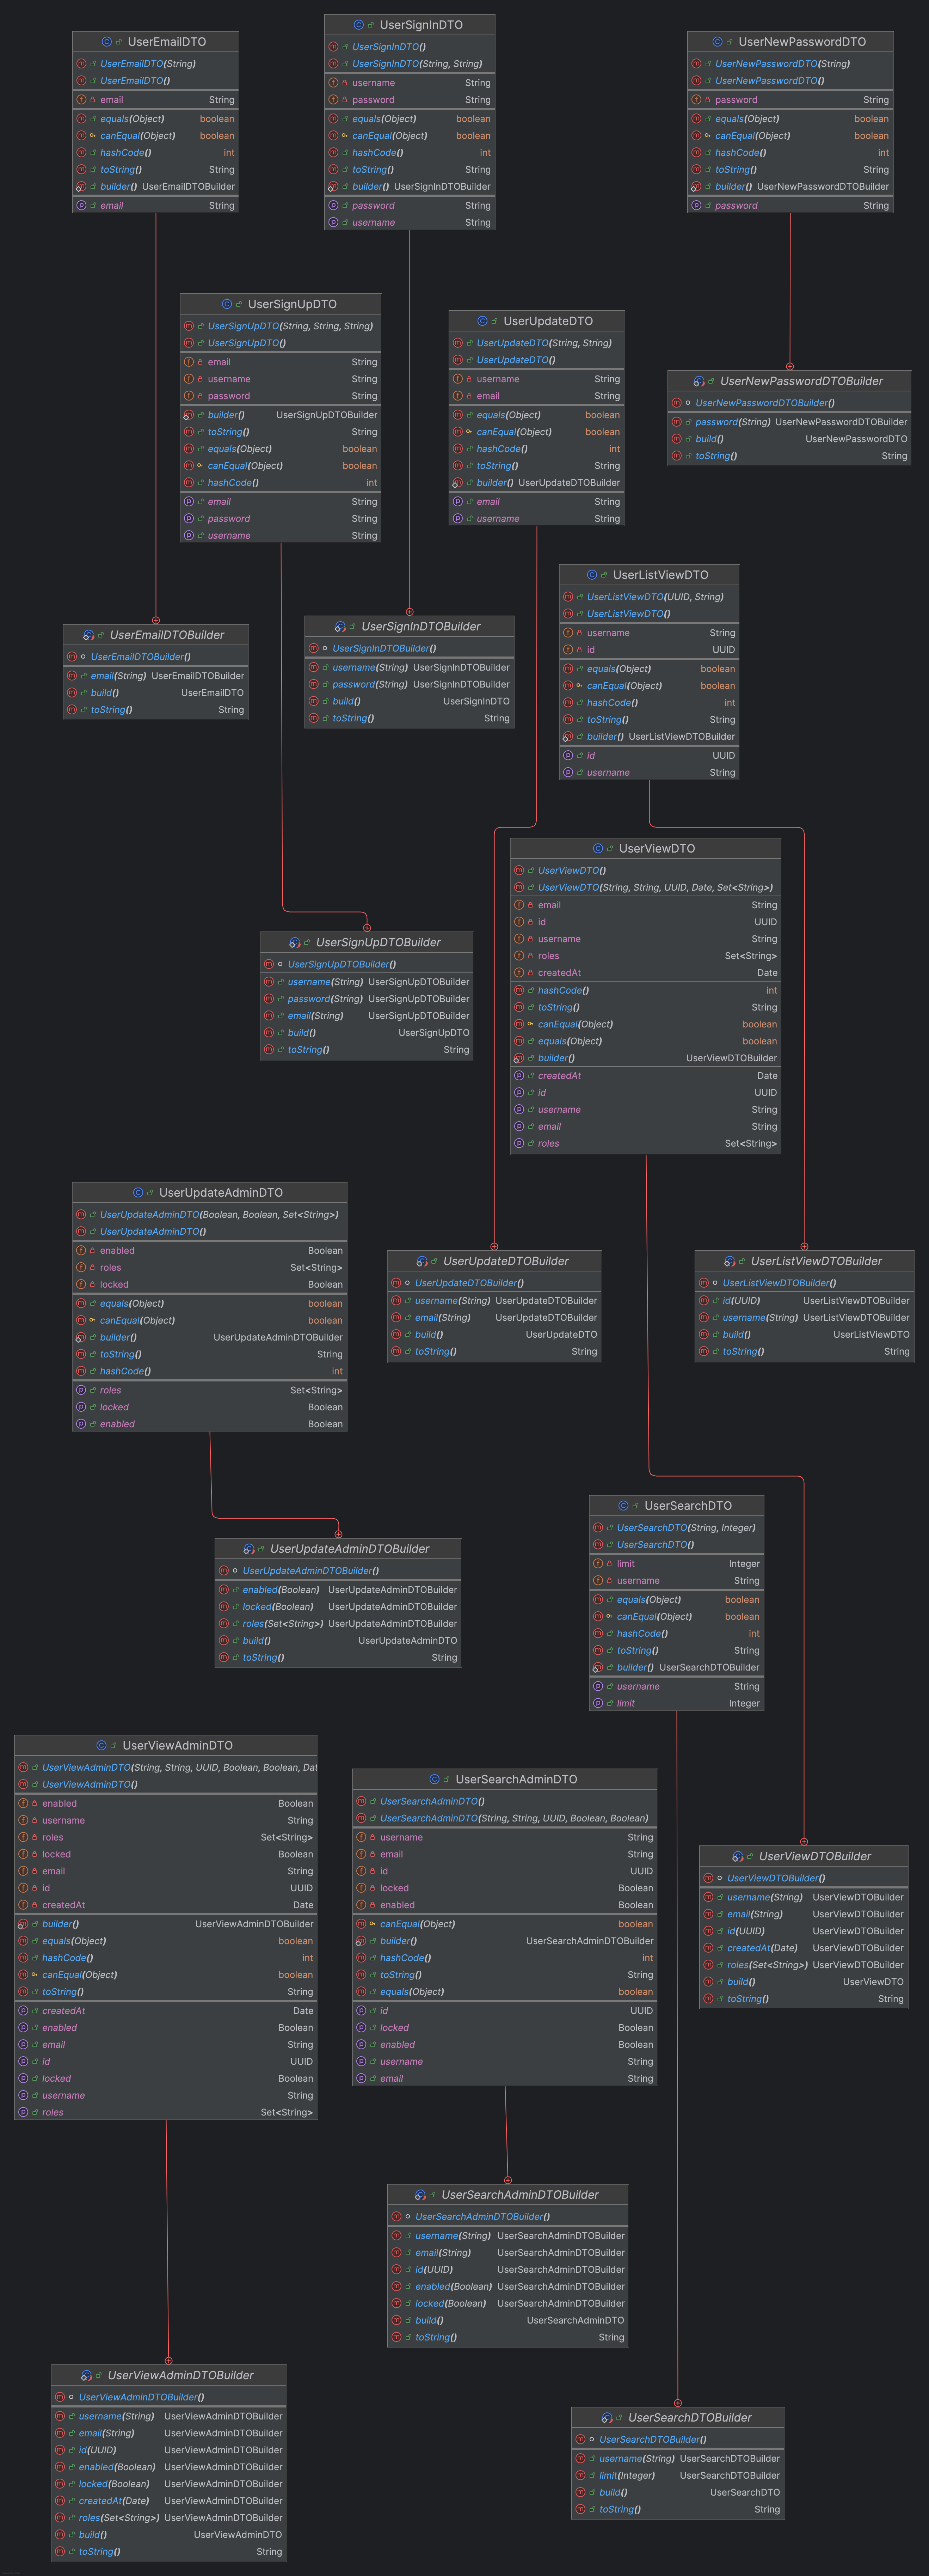 UserEmailDTO
UserEmailDTO(String)
UserEmailDTO()
email String
equals(Object) boolean
canEqual(Object) boolean
hashCode() int
toString() String
builder() UserEmailDTOBuilder
email String
UserSignInDTO
UserSignInDTO()
UserSignInDTO(String, String)
username String
password String
equals(Object) boolean
canEqual(Object) boolean
hashCode() int
toString() String
builder() UserSignInDTOBuilder
password String
username String
UserNewPasswordDTO
UserNewPasswordDTO(String)
UserNewPasswordDTO()
password String
equals(Object) boolean
canEqual(Object) boolean
hashCode() int
toString() String
builder() UserNewPasswordDTOBuilder
password String
UserSignUpDTO
UserSignUpDTO(String, String, String)
UserSignUpDTO()
email String
username String
password String
builder() UserSignUpDTOBuilder
toString() String
equals(Object) boolean
canEqual(Object) boolean
hashCode() int
email String
password String
username String
UserUpdateDTO
UserUpdateDTO(String, String)
UserUpdateDTO()
username String
email String
equals(Object) boolean
canEqual(Object) boolean
hashCode() int
toString() String
builder() UserUpdateDTOBuilder
email String
username String
UserNewPasswordDTOBuilder
UserNewPasswordDTOBuilder()
password(String) UserNewPasswordDTOBuilder
build() UserNewPasswordDTO
toString() String
UserListViewDTO
UserListViewDTO(UUID, String)
UserListViewDTO()
username String
id UUID
equals(Object) boolean
canEqual(Object) boolean
hashCode() int
toString() String
builder() UserListViewDTOBuilder
id UUID
username String
UserEmailDTOBuilder
UserEmailDTOBuilder()
email(String) UserEmailDTOBuilder
build() UserEmailDTO
toString() String
UserSignInDTOBuilder
UserSignInDTOBuilder()
username(String) UserSignInDTOBuilder
password(String) UserSignInDTOBuilder
build() UserSignInDTO
toString() String
UserViewDTO
UserViewDTO()
UserViewDTO(String, String, UUID, Date, Set<String>)
email String
id UUID
username String
roles Set<String>
createdAt Date
hashCode() int
toString() String
canEqual(Object) boolean
equals(Object) boolean
builder() UserViewDTOBuilder
createdAt Date
id UUID
username String
email String
roles Set<String>
UserSignUpDTOBuilder
UserSignUpDTOBuilder()
username(String) UserSignUpDTOBuilder
password(String) UserSignUpDTOBuilder
email(String) UserSignUpDTOBuilder
build() UserSignUpDTO
toString() String
UserUpdateAdminDTO
UserUpdateAdminDTO(Boolean, Boolean, Set<String>)
UserUpdateAdminDTO()
enabled Boolean
roles Set<String>
locked Boolean
equals(Object) boolean
canEqual(Object) boolean
builder() UserUpdateAdminDTOBuilder
toString() String
hashCode() int
roles Set<String>
locked Boolean
enabled Boolean
UserUpdateDTOBuilder
UserUpdateDTOBuilder()
username(String) UserUpdateDTOBuilder
email(String) UserUpdateDTOBuilder
build() UserUpdateDTO
toString() String
UserListViewDTOBuilder
UserListViewDTOBuilder()
id(UUID) UserListViewDTOBuilder
username(String) UserListViewDTOBuilder
build() UserListViewDTO
toString() String
UserSearchDTO
UserSearchDTO(String, Integer)
UserSearchDTO()
limit Integer
username String
equals(Object) boolean
canEqual(Object) boolean
hashCode() int
toString() String
builder() UserSearchDTOBuilder
username String
limit Integer
UserUpdateAdminDTOBuilder
UserUpdateAdminDTOBuilder()
enabled(Boolean) UserUpdateAdminDTOBuilder
locked(Boolean) UserUpdateAdminDTOBuilder
roles(Set<String>) UserUpdateAdminDTOBuilder
build() UserUpdateAdminDTO
toString() String
UserViewAdminDTO
UserViewAdminDTO(String, String, UUID, Boolean, Boolean, Dat
UserViewAdminDTO()
enabled Boolean
username String
roles Set<String>
locked Boolean
email String
id UUID
createdAt Date
builder() UserViewAdminDTOBuilder
equals(Object) boolean
hashCode() int
canEqual(Object) boolean
toString() String
createdAt Date
enabled Boolean
email String
id UUID
locked Boolean
username String
roles Set<String>
UserSearchAdminDTO
UserSearchAdminDTO()
UserSearchAdminDTO(String, String, UUID, Boolean, Boolean)
username String
email String
id UUID
locked Boolean
enabled Boolean
canEqual(Object) boolean
builder() UserSearchAdminDTOBuilder
hashCode() int
toString() String
equals(Object) boolean
id UUID
locked Boolean
enabled Boolean
username String
email String
UserViewDTOBuilder
UserViewDTOBuilder()
username(String) UserViewDTOBuilder
email(String) UserViewDTOBuilder
id(UUID) UserViewDTOBuilder
createdAt(Date) UserViewDTOBuilder
roles(Set<String>) UserViewDTOBuilder
build() UserViewDTO
toString() String
UserSearchAdminDTOBuilder
UserSearchAdminDTOBuilder()
username(String) UserSearchAdminDTOBuilder
email(String) UserSearchAdminDTOBuilder
id(UUID) UserSearchAdminDTOBuilder
enabled(Boolean) UserSearchAdminDTOBuilder
locked(Boolean) UserSearchAdminDTOBuilder
build() UserSearchAdminDTO
toString() String
UserViewAdminDTOBuilder
UserViewAdminDTOBuilder()
username(String) UserViewAdminDTOBuilder
email(String) UserViewAdminDTOBuilder
id(UUID) UserViewAdminDTOBuilder
enabled(Boolean) UserViewAdminDTOBuilder
locked(Boolean) UserViewAdminDTOBuilder
createdAt(Date) UserViewAdminDTOBuilder
roles(Set<String>) UserViewAdminDTOBuilder
build() UserViewAdminDTO
toString() String
UserSearchDTOBuilder
UserSearchDTOBuilder()
username(String) UserSearchDTOBuilder
limit(Integer) UserSearchDTOBuilder
build() UserSearchDTO
toString() String